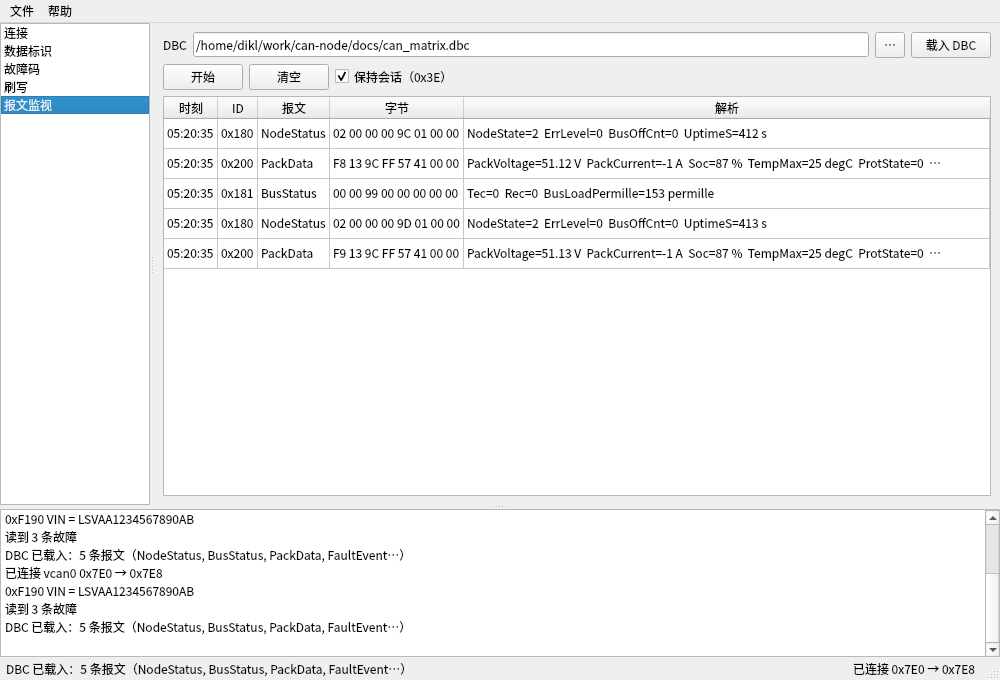 文件 帮助
连接
数据标识
故障码
刷写
报文监视
DBC /home/dikl/work/can-node/docs/can_matrix.dbc … 载入 DBC
开始 清空 保持会话（0x3E）
时刻 ID 报文 字节 解析
05:20:35 0x180 NodeStatus 02 00 00 00 9C 01 00 00 NodeState=2 ErrLevel=0 BusOffCnt=0 UptimeS=412 s
05:20:35 0x200 PackData F8 13 9C FF 57 41 00 00 PackVoltage=51.12 V PackCurrent=-1 A Soc=87 % TempMax=25 degC ProtState=0 …
05:20:35 0x181 BusStatus 00 00 99 00 00 00 00 00 Tec=0 Rec=0 BusLoadPermille=153 permille
05:20:35 0x180 NodeStatus 02 00 00 00 9D 01 00 00 NodeState=2 ErrLevel=0 BusOffCnt=0 UptimeS=413 s
05:20:35 0x200 PackData F9 13 9C FF 57 41 00 00 PackVoltage=51.13 V PackCurrent=-1 A Soc=87 % TempMax=25 degC ProtState=0 …
0xF190 VIN = LSVAA1234567890AB
读到 3 条故障
DBC 已载入：5 条报文（NodeStatus, BusStatus, PackData, FaultEvent…）
已连接 vcan0 0x7E0 → 0x7E8
0xF190 VIN = LSVAA1234567890AB
读到 3 条故障
DBC 已载入：5 条报文（NodeStatus, BusStatus, PackData, FaultEvent…）
DBC 已载入：5 条报文（NodeStatus, BusStatus, PackData, FaultEvent…） 已连接 0x7E0 → 0x7E8